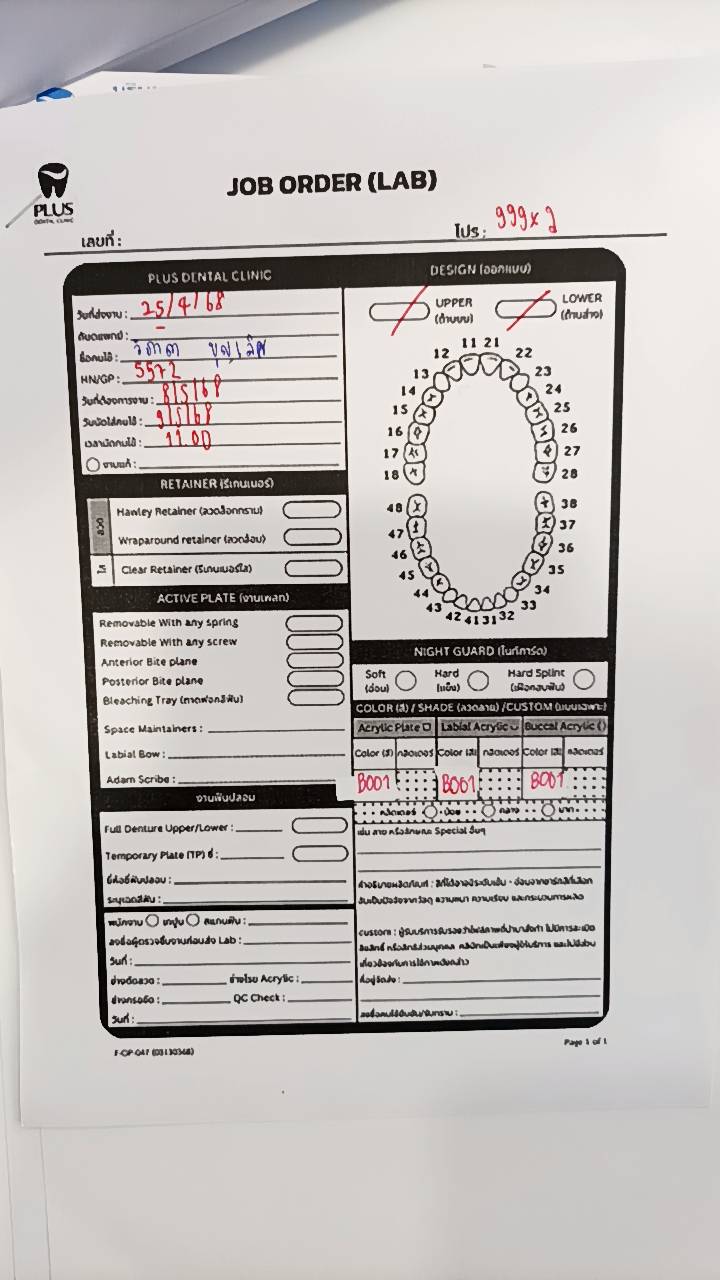 PLUS
DENTAL CLINIC
JOB ORDER (LAB)
เลขที่ :
โปร : 999x2
PLUS DENTAL CLINIC
วันที่ส่งงาน : 25/4/68
ทันตแพทย์ : -
ชื่อคนไข้ :
HN/GP : 5572
วันที่ต้องการงาน : 8/5/68
วันนัดใส่คนไข้ : 9/5/68
เวลานัดคนไข้ : 11.00
งานแก้ :
RETAINER (รีเทนเนอร์)
ลวด
Hawley Retainer (ลวดล็อกกราม)
Wraparound retainer (ลวดอ้อม)
ใส
Clear Retainer (รีเทนเนอร์ใส)
ACTIVE PLATE (งานเพลท)
Removable With any spring
Removable With any screw
Anterior Bite plane
Posterior Bite plane
Bleaching Tray (ถาดฟอกสีฟัน)
Space Maintainers :
Labial Bow :
Adam Scribe :
งานฟันปลอม
Full Denture Upper/Lower :
Temporary Plate (TP) ซี่ :
ยี่ห้อซี่ฟันปลอม :
ระบุเฉดสีฟัน :
พนักงาน
เทปูน
สแกนฟัน :
ลงชื่อผู้ตรวจชิ้นงานก่อนส่ง Lab :
วันที่ :
ช่างดัดลวด :
ช่างโรย Acrylic :
ช่างกรอขัด :
QC Check :
วันที่ :
DESIGN (ออกแบบ)
UPPER
(ด้านบน)
LOWER
(ด้านล่าง)
11 21
12 22
13 23
14 24
15 25
16 26
17 27
18 28
48 38
47 37
46 36
45 35
44 34
43 33
42 41 31 32
NIGHT GUARD (ไนท์การ์ด)
Soft
(อ่อน)
Hard
(แข็ง)
Hard Splint
(เฝือกสบฟัน)
COLOR (สี) / SHADE (ลวดลาย) /CUSTOM (แบบเฉพาะ)
Acrylic Plate
Labial Acrylic
Buccal Acrylic ( )
Color (สี) กลิตเตอร์ Color (สี) กลิตเตอร์ Color (สี) กลิตเตอร์
B001 B001 B001
กลิตเตอร์
น้อย
กลาง
มาก
เช่น ลาย หรือลักษณะ Special อื่นๆ
คำอธิบายผลิตภัณฑ์ : สีที่ได้อาจมีระดับเข้ม - อ่อนจากชาร์ทสีที่เลือก
อันเป็นปัจจัยจากวัสดุ ความหนา ความเรียบ และกระบวนการผลิต
custom : ผู้รับบริการรับรองว่าไฟล์ภาพที่นำมาสั่งทำ ไม่มีการละเมิด
ลิขสิทธิ์ หรือสิทธิส่วนบุคคล คลินิกเป็นเพียงผู้ให้บริการ และไม่มีส่วน
เกี่ยวข้องกับการใช้ภาพดังกล่าว
ที่อยู่จัดส่ง :
ลงชื่อคนไข้ยืนยัน/รับทราบ :
F-OP-047 (03130368)
Page 1 of 1